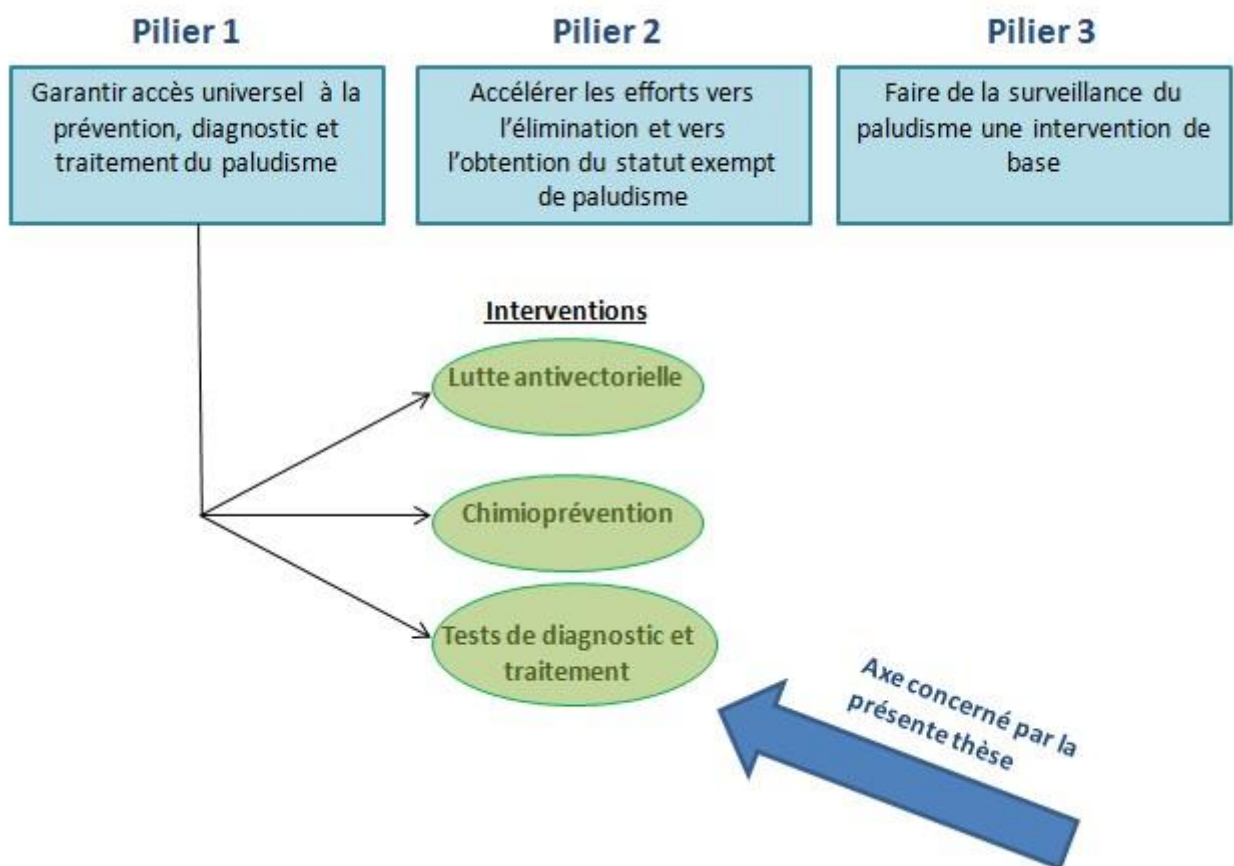 Pilier 1
Garantir accès universel à la
prévention, diagnostic et
traitement du paludisme
Pilier 2
Accélérer les efforts vers
l'élimination et vers
l'obtention du statut exempt
de paludisme
Pilier 3
Faire de la surveillance du
paludisme une intervention de
base
Interventions
Lutte antivectorielle
Chimioprévention
Tests de diagnostic et
traitement
Axe concerné par la
présente thèse